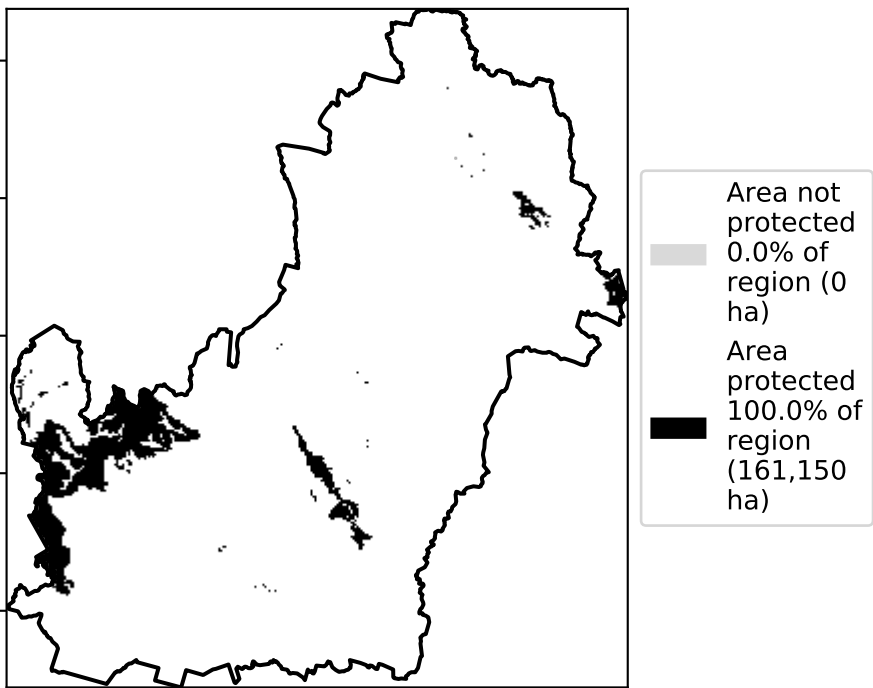 Area not
protected
0.0% of
region (0
ha)
Area
protected
100.0% of
region
(161,150
ha)